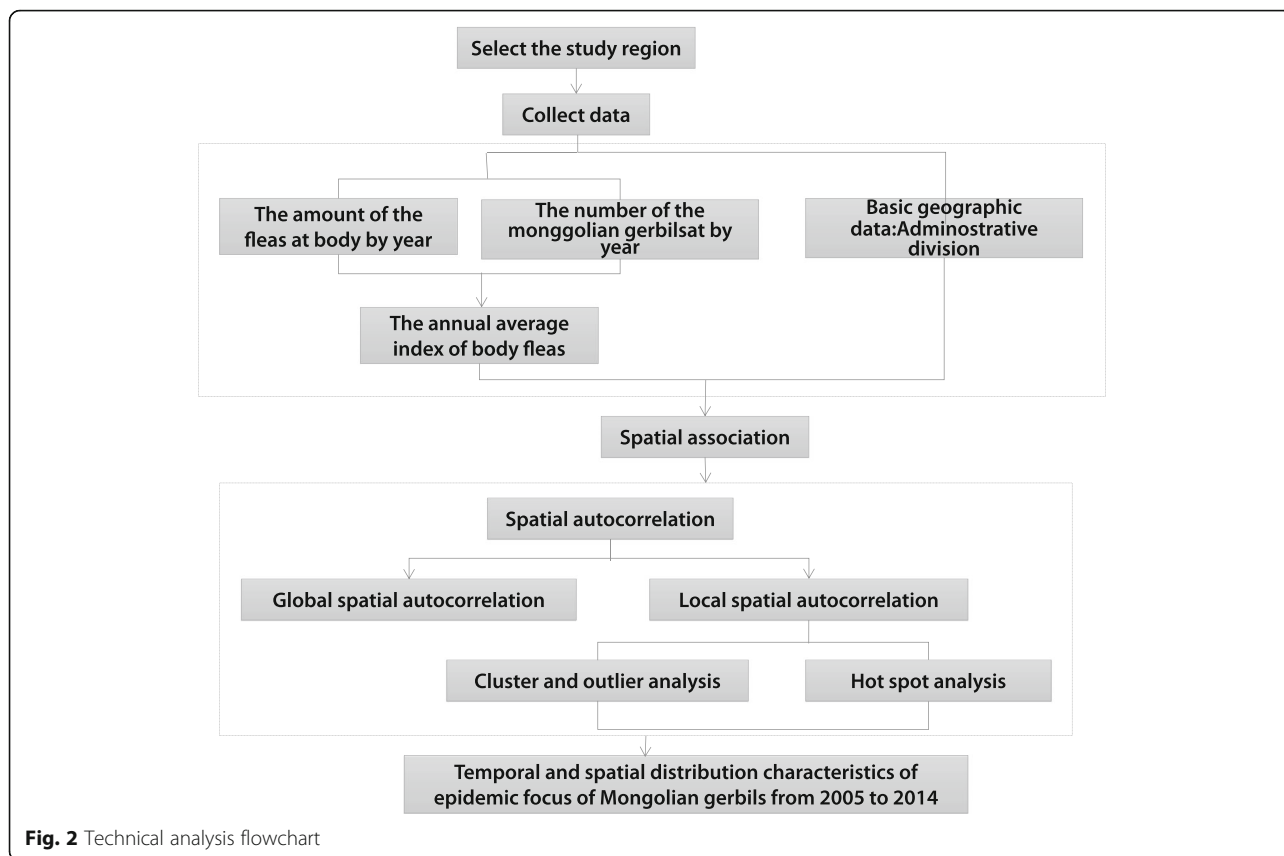 Select the study region
Collect data
The amount of the
fleas at body by year
The number of the
monggolian gerbilsat by
year
Basic geographic
data:Adminostrative
division
The annual average
index of body fleas
Spatial association
Spatial autocorrelation
Global spatial autocorrelation
Local spatial autocorrelation
Cluster and outlier analysis
Hot spot analysis
Temporal and spatial distribution characteristics of
epidemic focus of Mongolian gerbils from 2005 to 2014
Fig. 2 Technical analysis flowchart